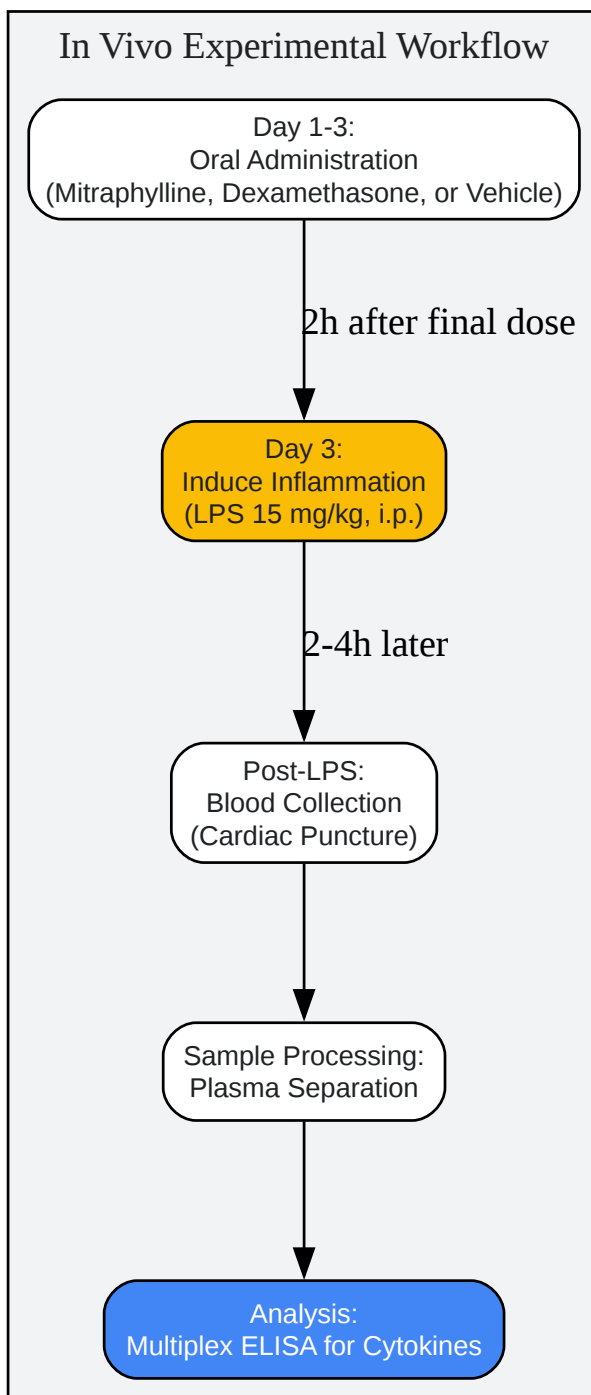 In Vivo Experimental Workflow
Day 1-3:
Oral Administration
(Mitraphylline, Dexamethasone, or Vehicle)
2h after final dose
Day 3:
Induce Inflammation
(LPS 15 mg/kg, i.p.)
2-4h later
Post-LPS:
Blood Collection
(Cardiac Puncture)
Sample Processing:
Plasma Separation
Analysis:
Multiplex ELISA for Cytokines